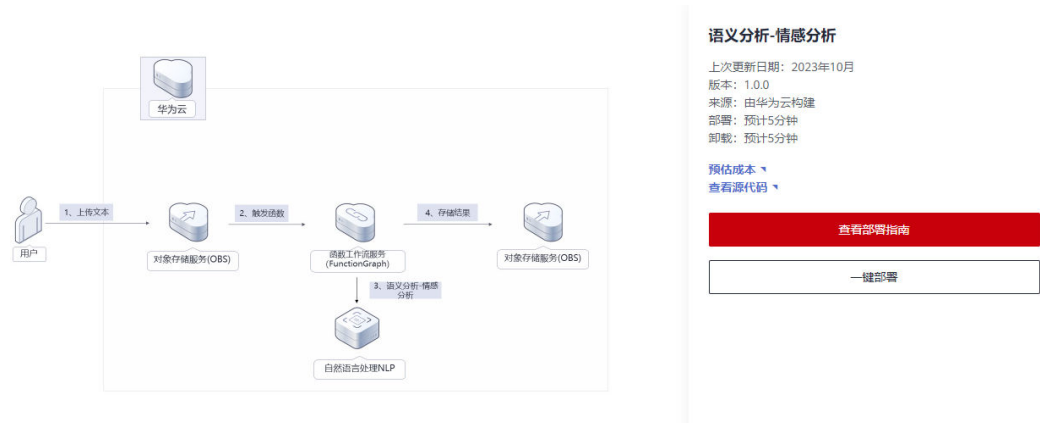 华为云
用户
1、上传文本
对象存储服务(OBS)
2、触发函数
函数工作流服务
(FunctionGraph)
3、语义分析-情感
分析
自然语言处理NLP
4、存储结果
对象存储服务(OBS)
语义分析-情感分析
上次更新日期：2023年10月
版本：1.0.0
来源：由华为云构建
部署：预计5分钟
卸载：预计5分钟
预估成本
查看源代码
查看部署指南
一键部署